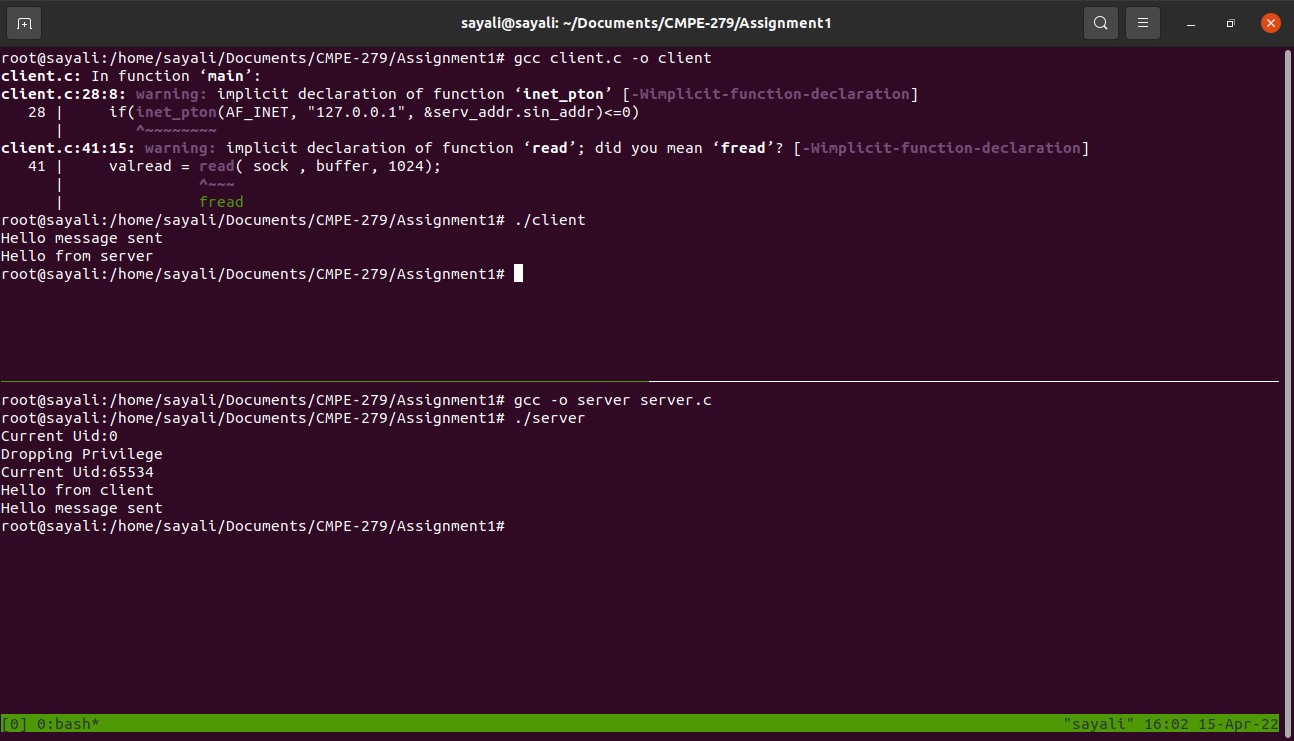 sayali@sayali: ~/Documents/CMPE-279/Assignment1
root@sayali:/home/sayali/Documents/CMPE-279/Assignment1# gcc client.c -o client
client.c: In function ‘main’:
client.c:28:8: warning: implicit declaration of function ‘inet_pton’ [-Wimplicit-function-declaration]
   28 |     if(inet_pton(AF_INET, "127.0.0.1", &serv_addr.sin_addr)<=0)
      |        ^~~~~~~~~
client.c:41:15: warning: implicit declaration of function ‘read’; did you mean ‘fread’? [-Wimplicit-function-declaration]
   41 |     valread = read( sock , buffer, 1024);
      |               ^~~~
      |               fread
root@sayali:/home/sayali/Documents/CMPE-279/Assignment1# ./client
Hello message sent
Hello from server
root@sayali:/home/sayali/Documents/CMPE-279/Assignment1#
root@sayali:/home/sayali/Documents/CMPE-279/Assignment1# gcc -o server server.c
root@sayali:/home/sayali/Documents/CMPE-279/Assignment1# ./server
Current Uid:0
Dropping Privilege
Current Uid:65534
Hello from client
Hello message sent
root@sayali:/home/sayali/Documents/CMPE-279/Assignment1#
[0] 0:bash* "sayali" 16:02 15-Apr-22